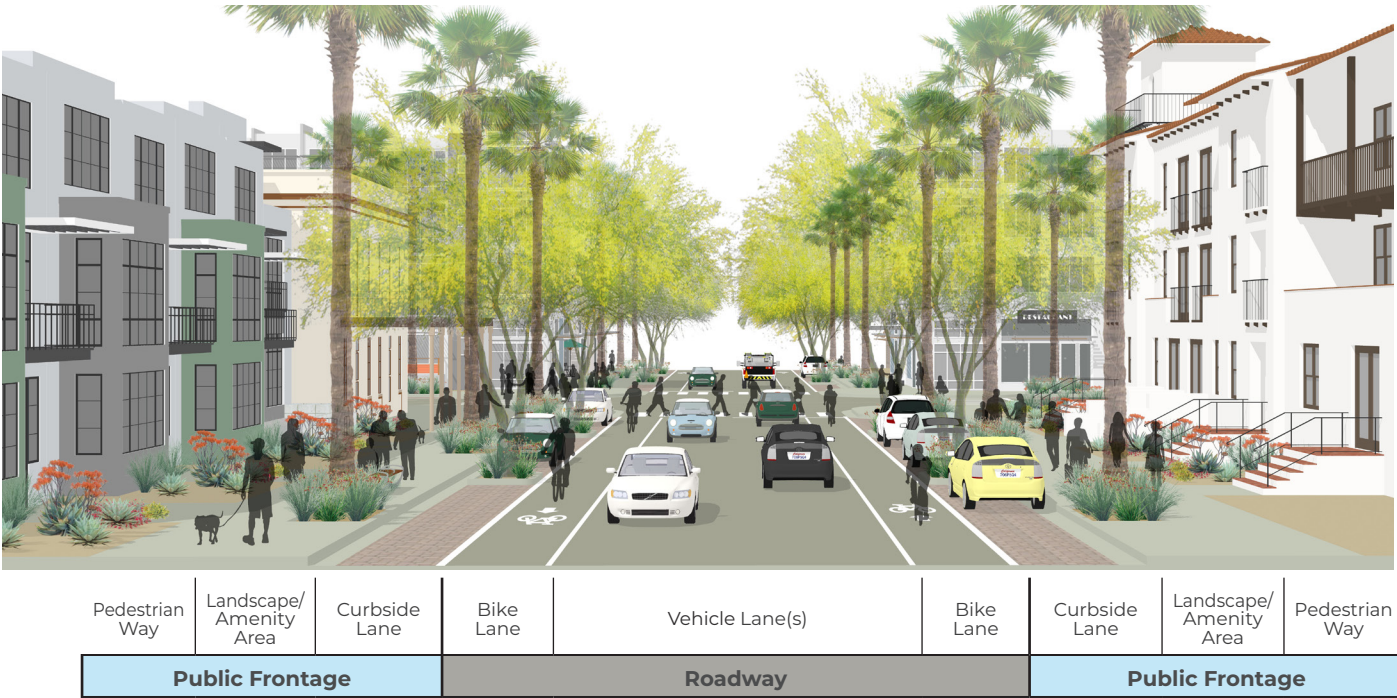 RESTAURANT
Pedestrian
Way
Landscape/
Amenity
Area
Curbside
Lane
Bike
Lane
Vehicle Lane(s)
Bike
Lane
Curbside
Lane
Landscape/
Amenity
Area
Pedestrian
Way
Public Frontage
Roadway
Public Frontage